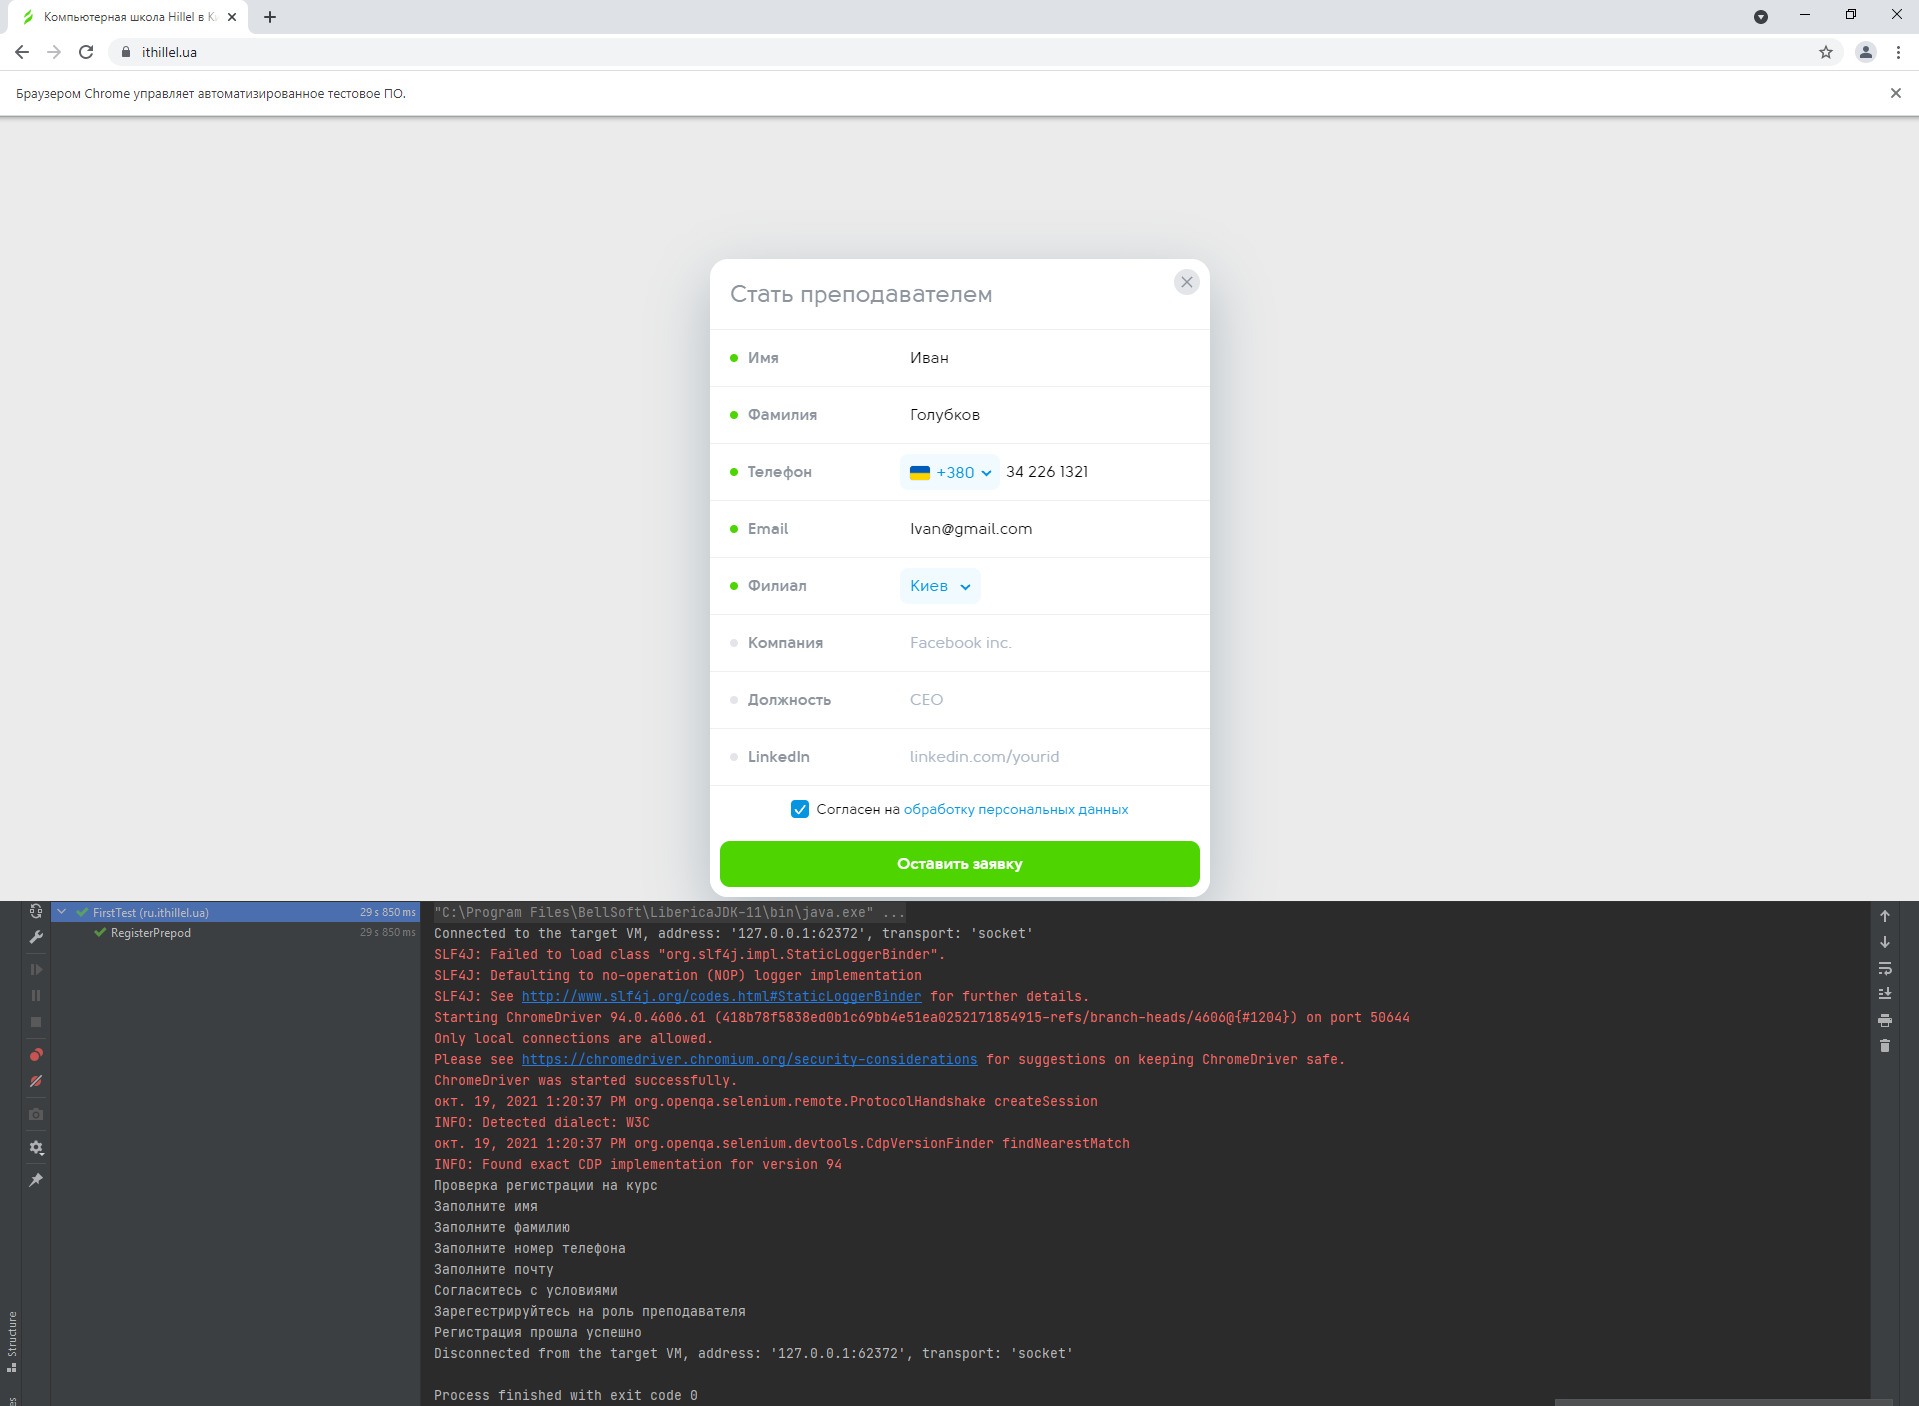 Компьютерная школа Hillel в К
ithillel.ua
Браузером Chrome управляет автоматизированное тестовое ПО.
Стать преподавателем
Имя Иван
Фамилия Голубков
Телефон +380 34 226 1321
Email Ivan@gmail.com
Филиал Киев
Компания Facebook inc.
Должность CEO
LinkedIn linkedin.com/yourid
Согласен на обработку персональных данных
Оставить заявку
FirstTest (ru.ithillel.ua) 29 s 850 ms
RegisterPrepod 29 s 850 ms
"C:\Program Files\BellSoft\LibericaJDK-11\bin\java.exe" ...
Connected to the target VM, address: '127.0.0.1:62372', transport: 'socket'
SLF4J: Failed to load class "org.slf4j.impl.StaticLoggerBinder".
SLF4J: Defaulting to no-operation (NOP) logger implementation
SLF4J: See http://www.slf4j.org/codes.html#StaticLoggerBinder for further details.
Starting ChromeDriver 94.0.4606.61 (418b78f5838ed0b1c69bb4e51ea0252171854915-refs/branch-heads/4606@{#1204}) on port 50644
Only local connections are allowed.
Please see https://chromedriver.chromium.org/security-considerations for suggestions on keeping ChromeDriver safe.
ChromeDriver was started successfully.
окт. 19, 2021 1:20:37 PM org.openqa.selenium.remote.ProtocolHandshake createSession
INFO: Detected dialect: W3C
окт. 19, 2021 1:20:37 PM org.openqa.selenium.devtools.CdpVersionFinder findNearestMatch
INFO: Found exact CDP implementation for version 94
Проверка регистрации на курс
Заполните имя
Заполните фамилию
Заполните номер телефона
Заполните почту
Согласитесь с условиями
Зарегестрируйтесь на роль преподавателя
Регистрация прошла успешно
Disconnected from the target VM, address: '127.0.0.1:62372', transport: 'socket'
Process finished with exit code 0
Structure